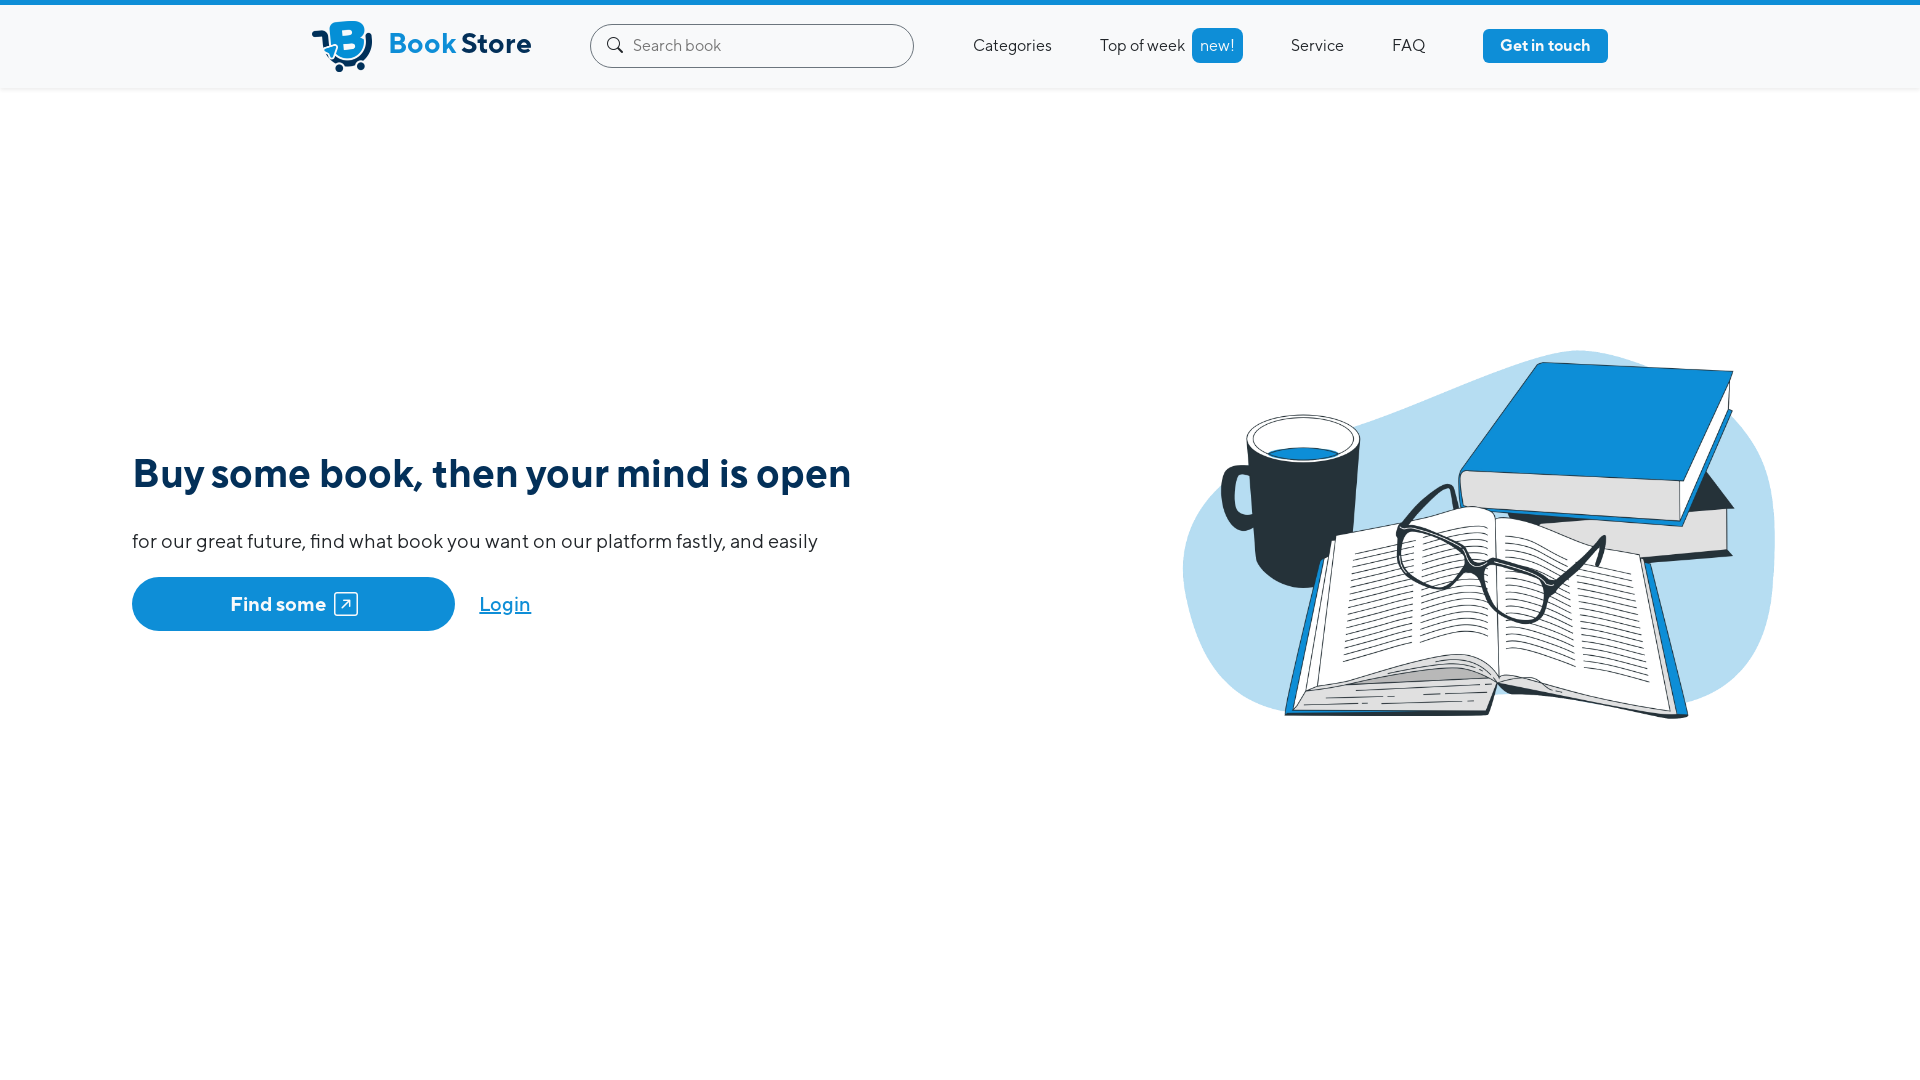 Book Store
Search book
Categories
Top of week new!
Service
FAQ
Get in touch
Buy some book, then your mind is open
for our great future, find what book you want on our platform fastly, and easily
Find some
Login